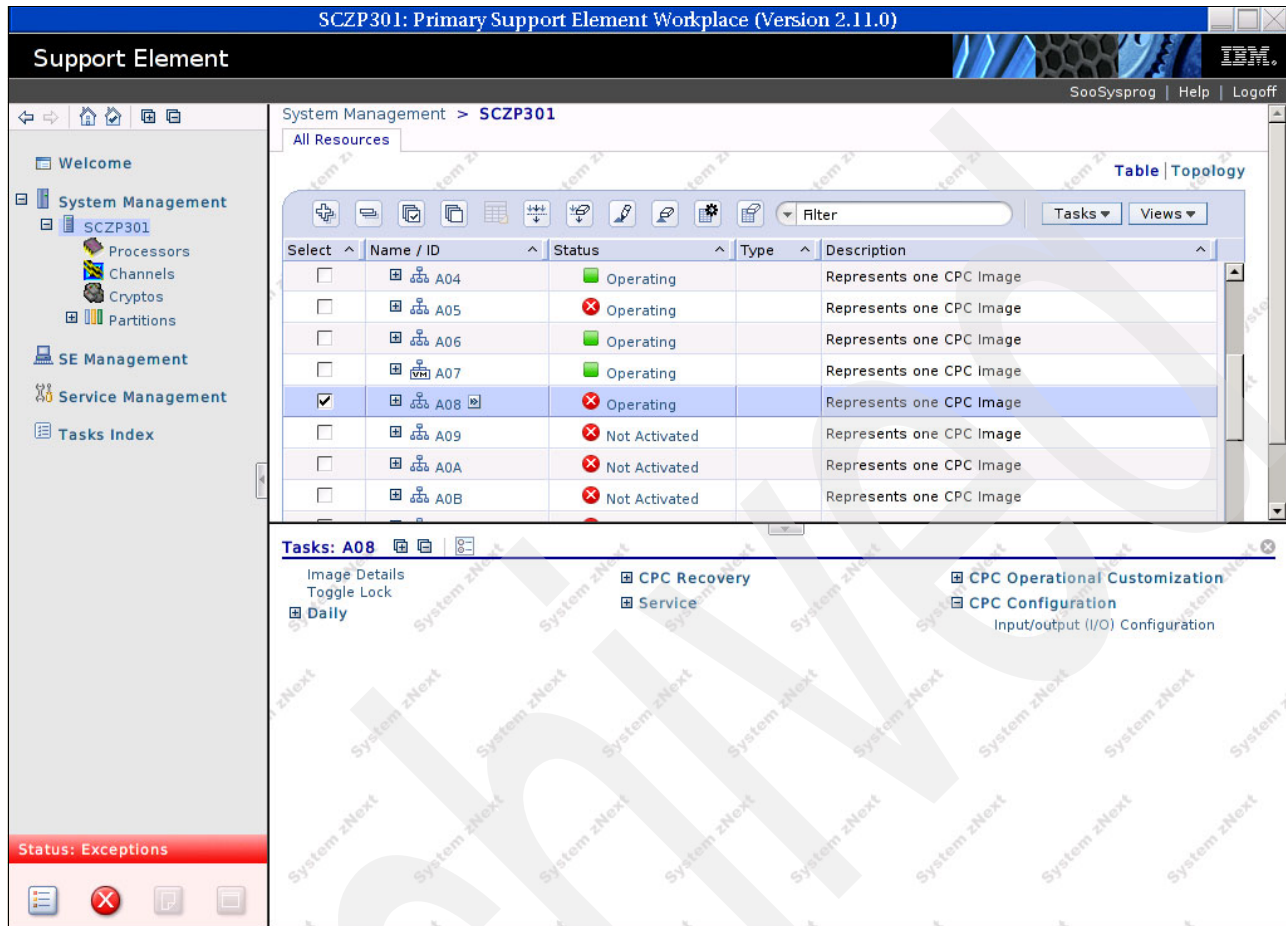 SCZP301: Primary Support Element Workplace (Version 2.11.0)
Support Element
IBM.
SooSysprog | Help | Logoff
Welcome
System Management
SCZP301
Processors
Channels
Cryptos
Partitions
SE Management
Service Management
Tasks Index
Status: Exceptions
System Management > SCZP301
All Resources
Table | Topology
Filter
Tasks Views
Select Name / ID Status Type Description
A04 Operating Represents one CPC Image
A05 Operating Represents one CPC Image
A06 Operating Represents one CPC Image
VM A07 Operating Represents one CPC Image
A08 Operating Represents one CPC Image
A09 Not Activated Represents one CPC Image
A0A Not Activated Represents one CPC Image
A0B Not Activated Represents one CPC Image
Tasks: A08
Image Details
Toggle Lock
Daily
CPC Recovery
Service
CPC Operational Customization
CPC Configuration
Input/output (I/O) Configuration
System zNext